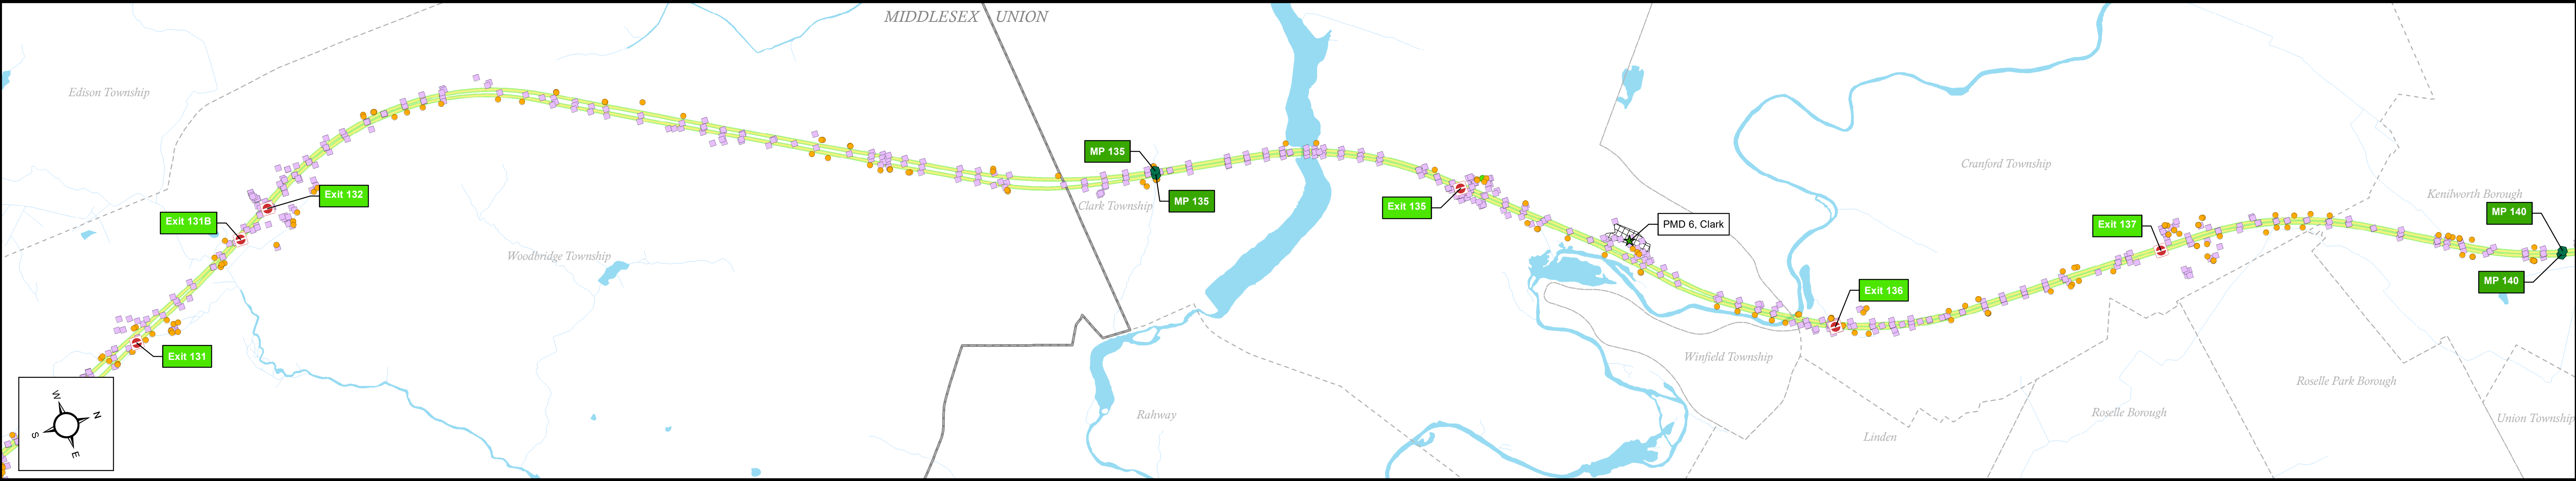 MIDDLESEX UNION
Edison Township
MP 135
Cranford Township
Exit 132
Kenilworth Borough
MP 135
Clark Township
Exit 135
MP 140
Exit 131B
PMD 6, Clark
Exit 137
Woodbridge Township
MP 140
Exit 136
Exit 131
Winfield Township
Roselle Park Borough
W
N
S
E
Rahway
Roselle Borough
Union Township
Linden